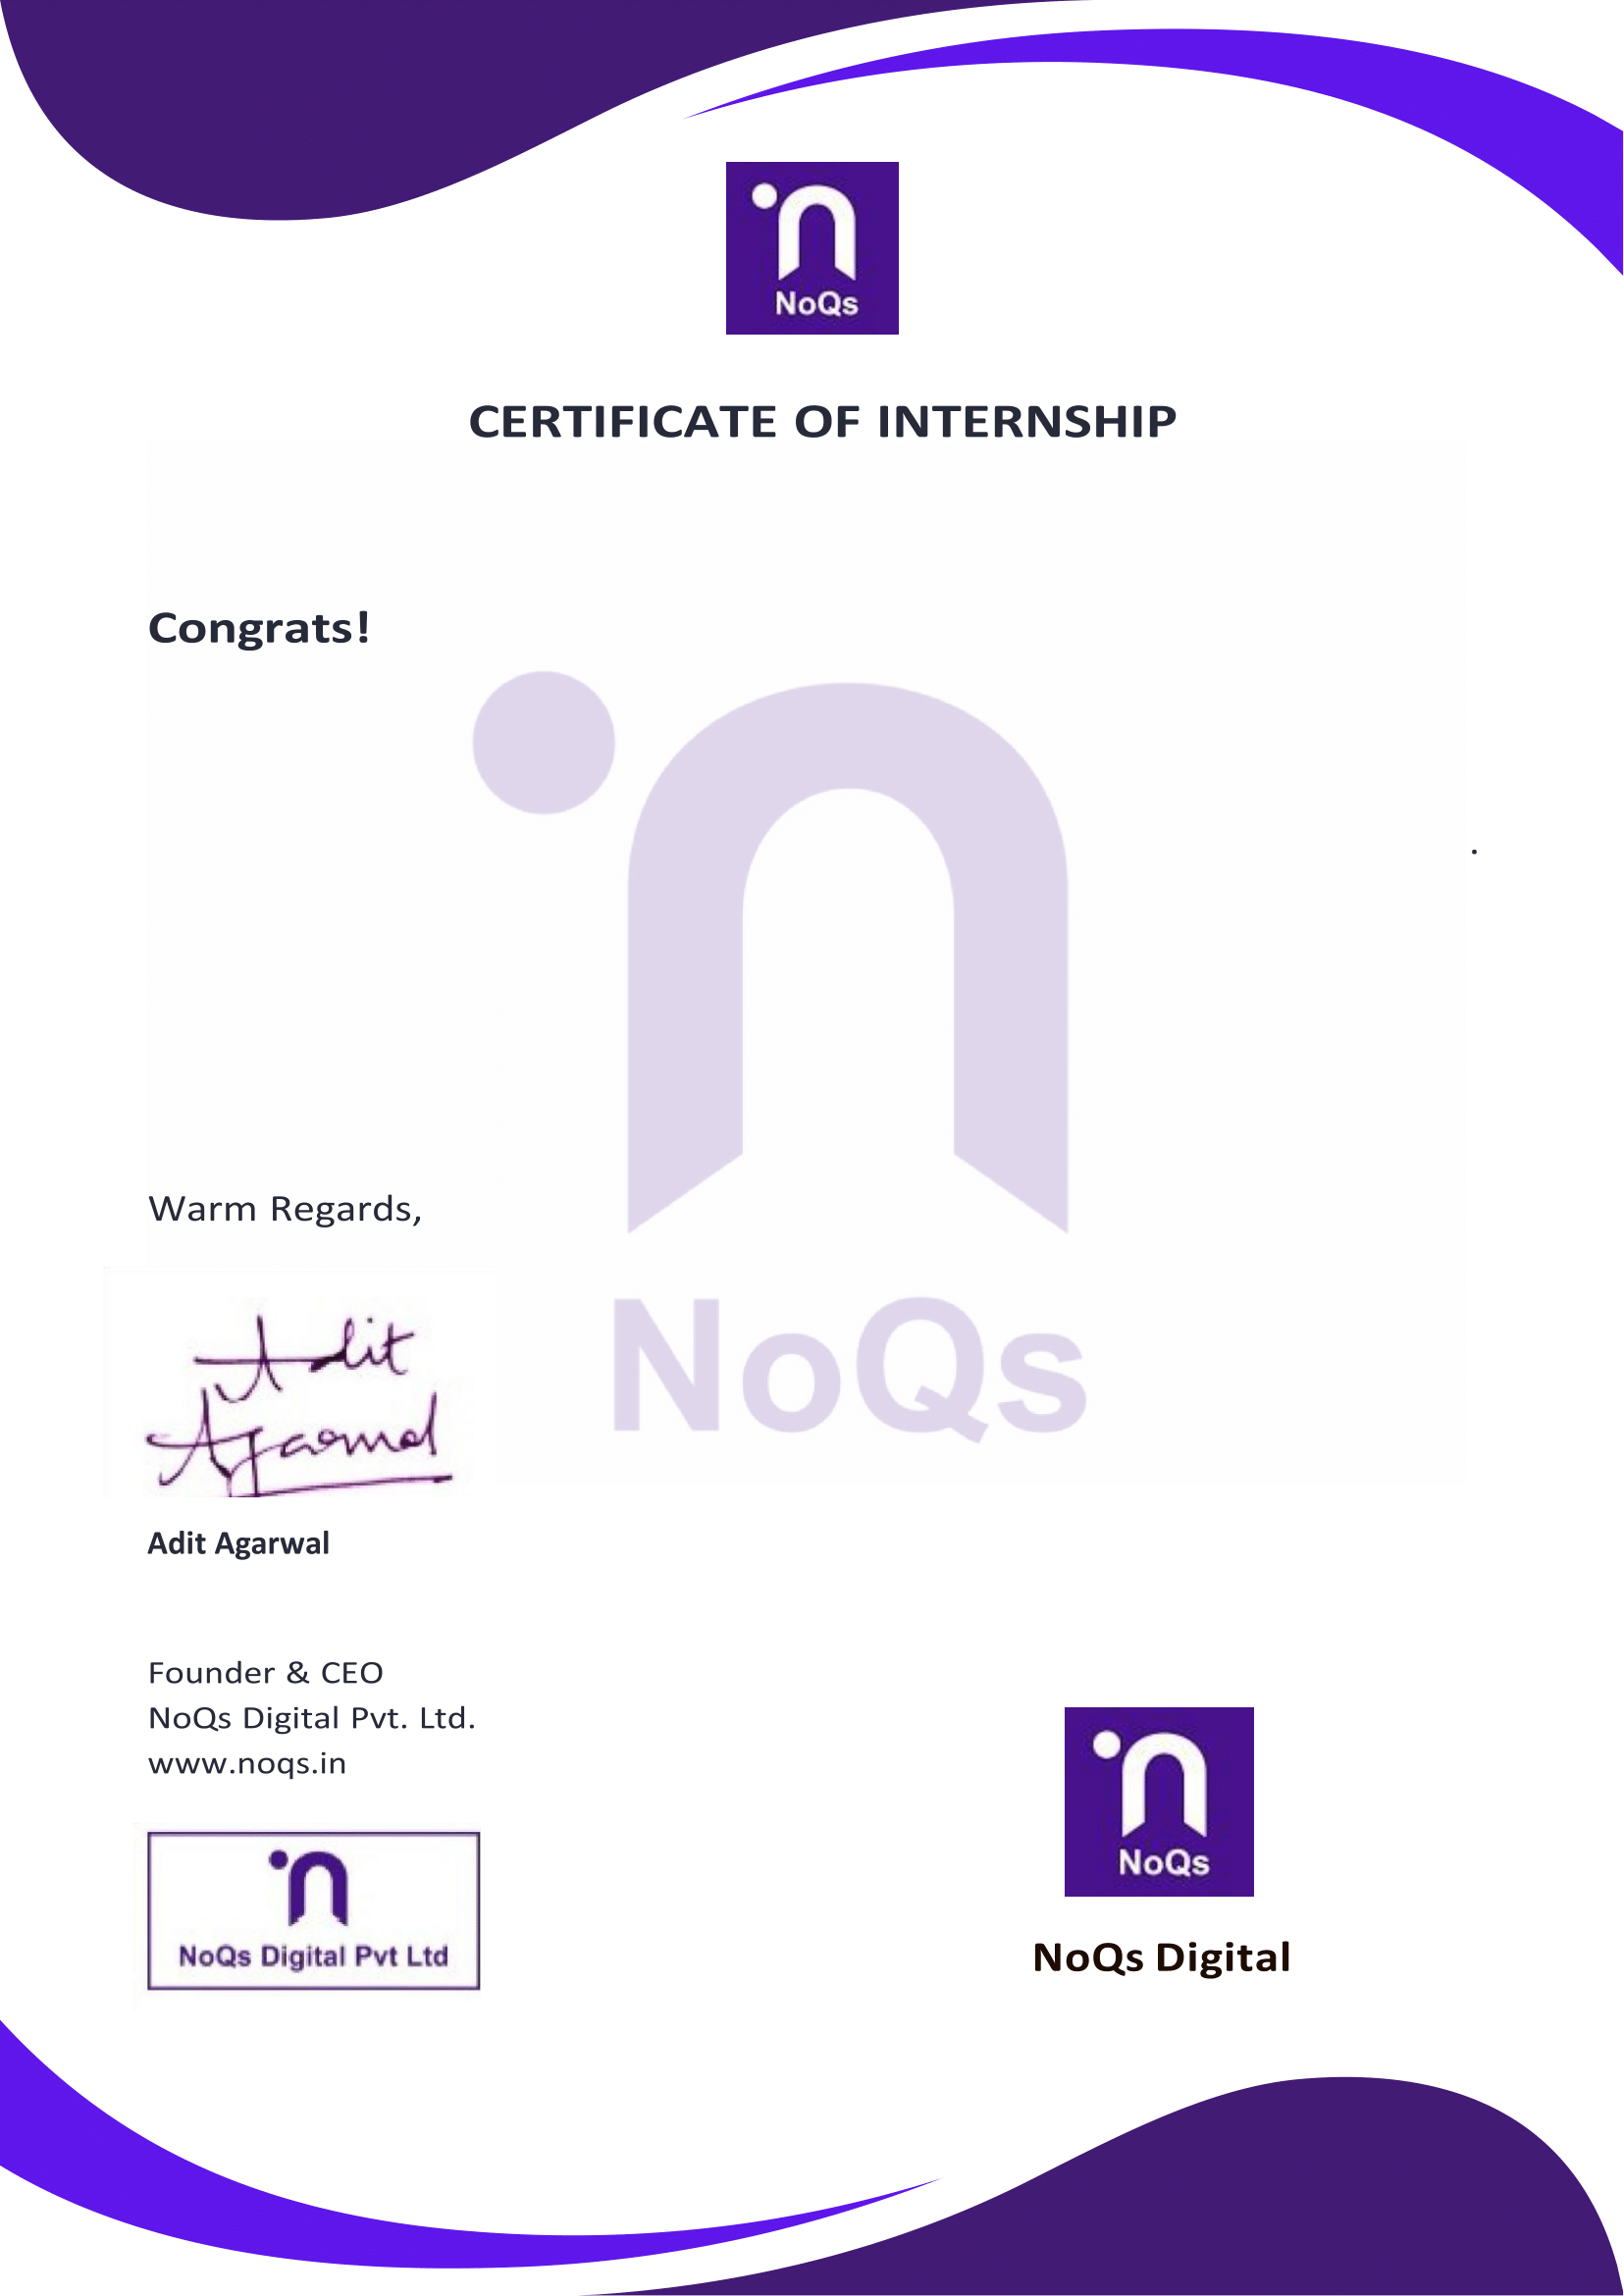 NoQs
CERTIFICATE OF INTERNSHIP
Congrats!
.
Warm Regards,
NoQs
Adit
Agarwal
Adit Agarwal
Founder & CEO
NoQs Digital Pvt. Ltd.
www.noqs.in
NoQs
NoQs Digital Pvt Ltd
NoQs Digital